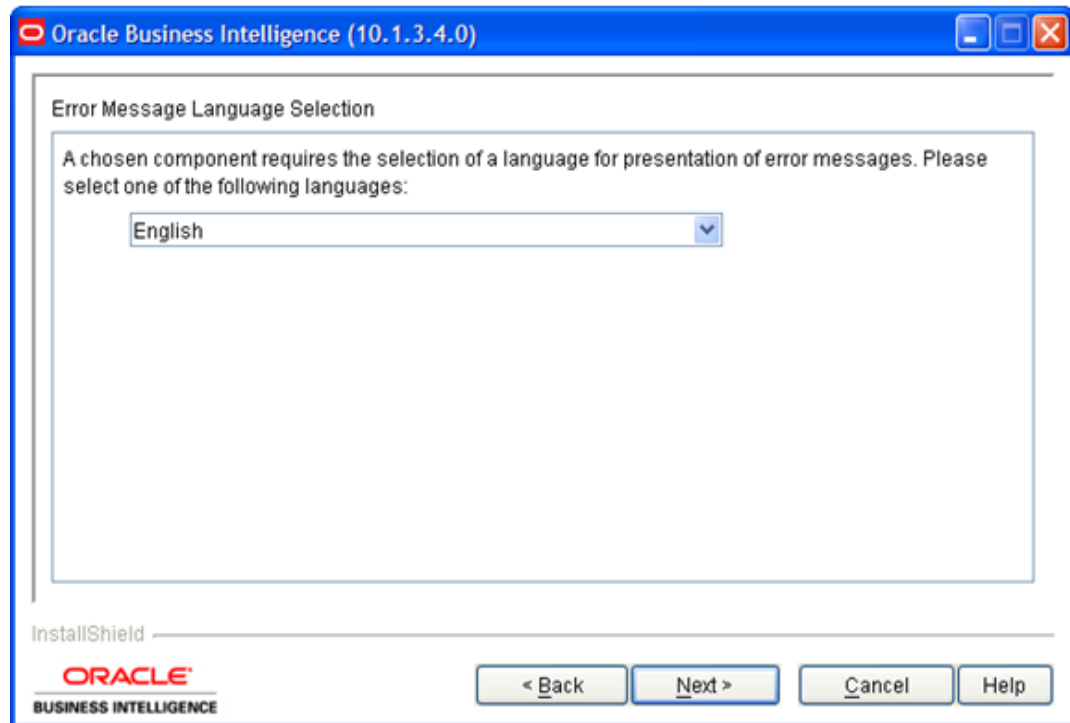 Oracle Business Intelligence (10.1.3.4.0)
Error Message Language Selection
A chosen component requires the selection of a language for presentation of error messages. Please
select one of the following languages:
English
InstallShield
ORACLE
BUSINESS INTELLIGENCE
< Back
Next >
Cancel
Help